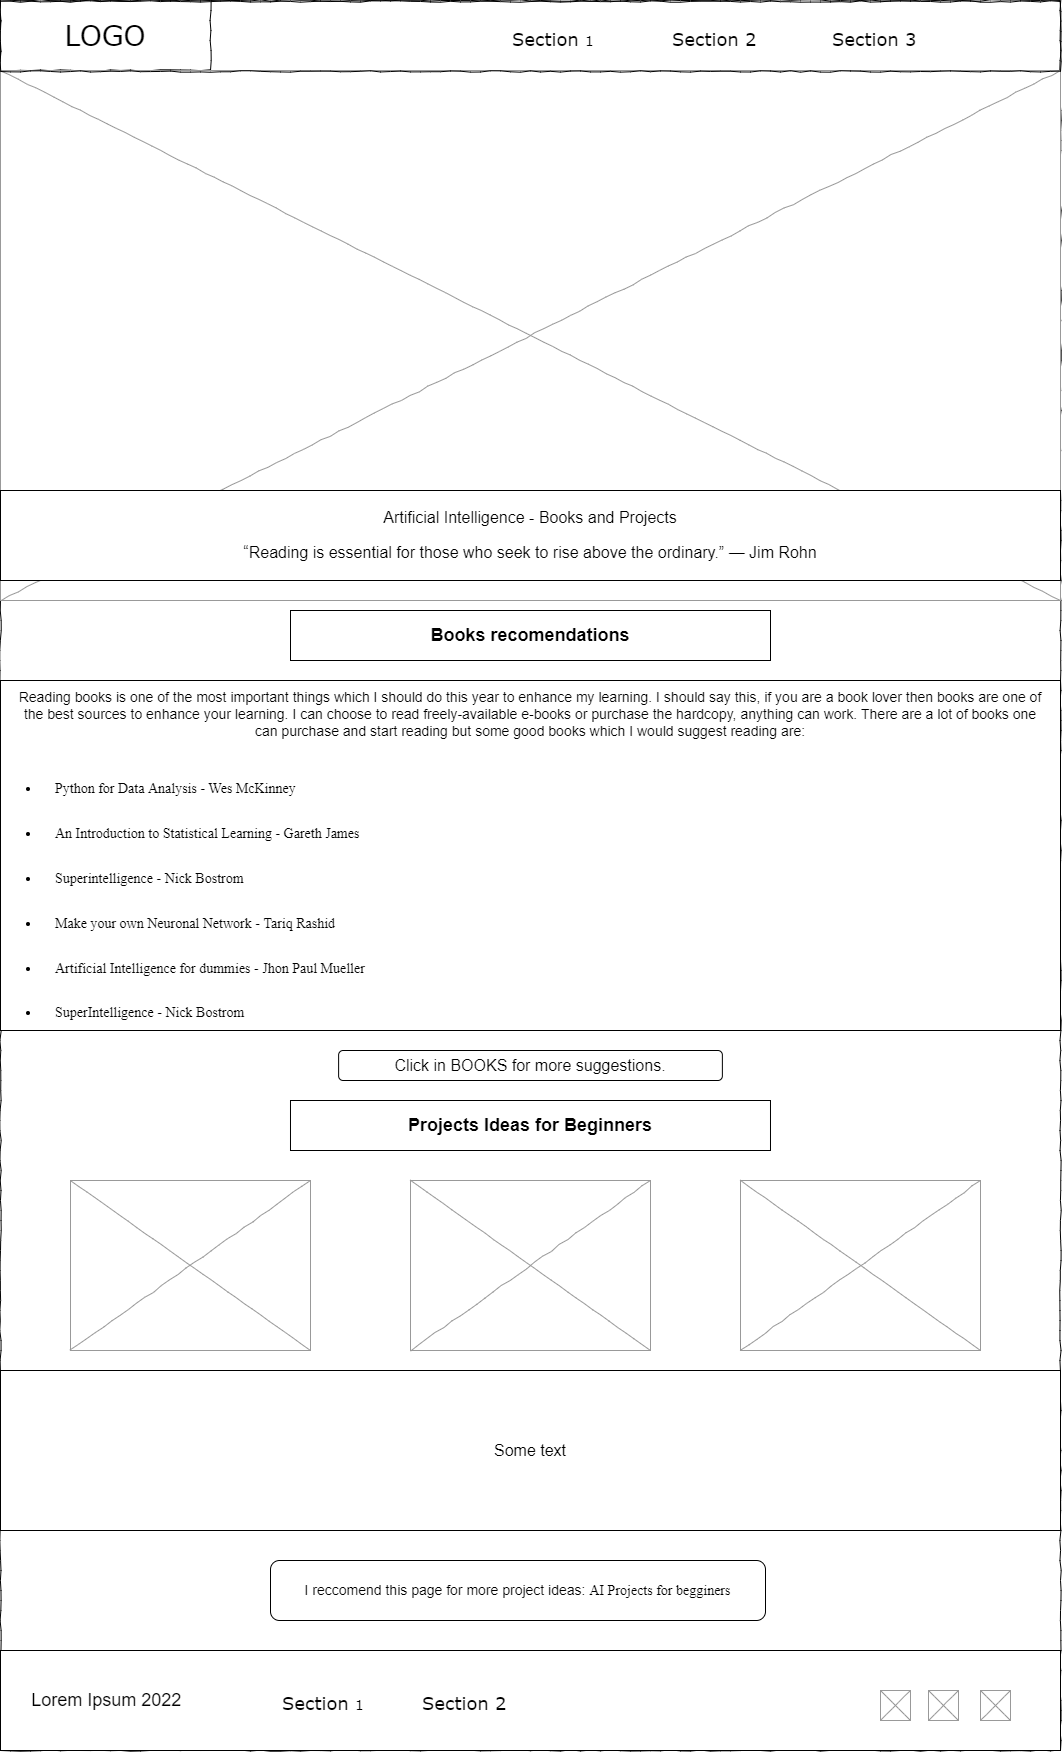 LOGO
Section 1
Section 2
Section 3
Artificial Intelligence - Books and Projects
“Reading is essential for those who seek to rise above the ordinary.” — Jim Rohn
Books recomendations
Reading books is one of the most important things which I should do this year to enhance my learning. I should say this, if you are a book lover then books are one of
the best sources to enhance your learning. I can choose to read freely-available e-books or purchase the hardcopy, anything can work. There are a lot of books one
can purchase and start reading but some good books which I would suggest reading are:
• Python for Data Analysis - Wes McKinney
• An Introduction to Statistical Learning - Gareth James
• Superintelligence - Nick Bostrom
• Make your own Neuronal Network - Tariq Rashid
• Artificial Intelligence for dummies - Jhon Paul Mueller
• SuperIntelligence - Nick Bostrom
Click in BOOKS for more suggestions.
Projects Ideas for Beginners
Some text
I reccomend this page for more project ideas: AI Projects for begginers
Lorem Ipsum 2022
Section 1
Section 2